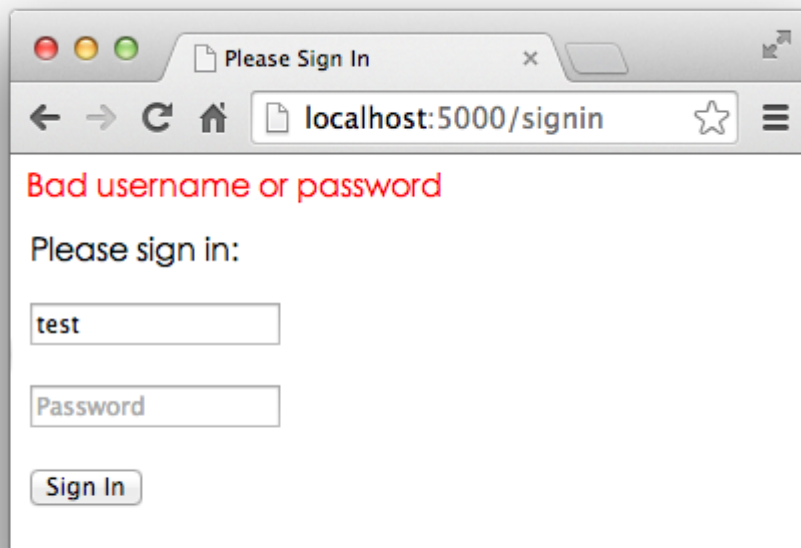 Please Sign In
localhost:5000/signin
Bad username or password
Please sign in:
test
Password
Sign In